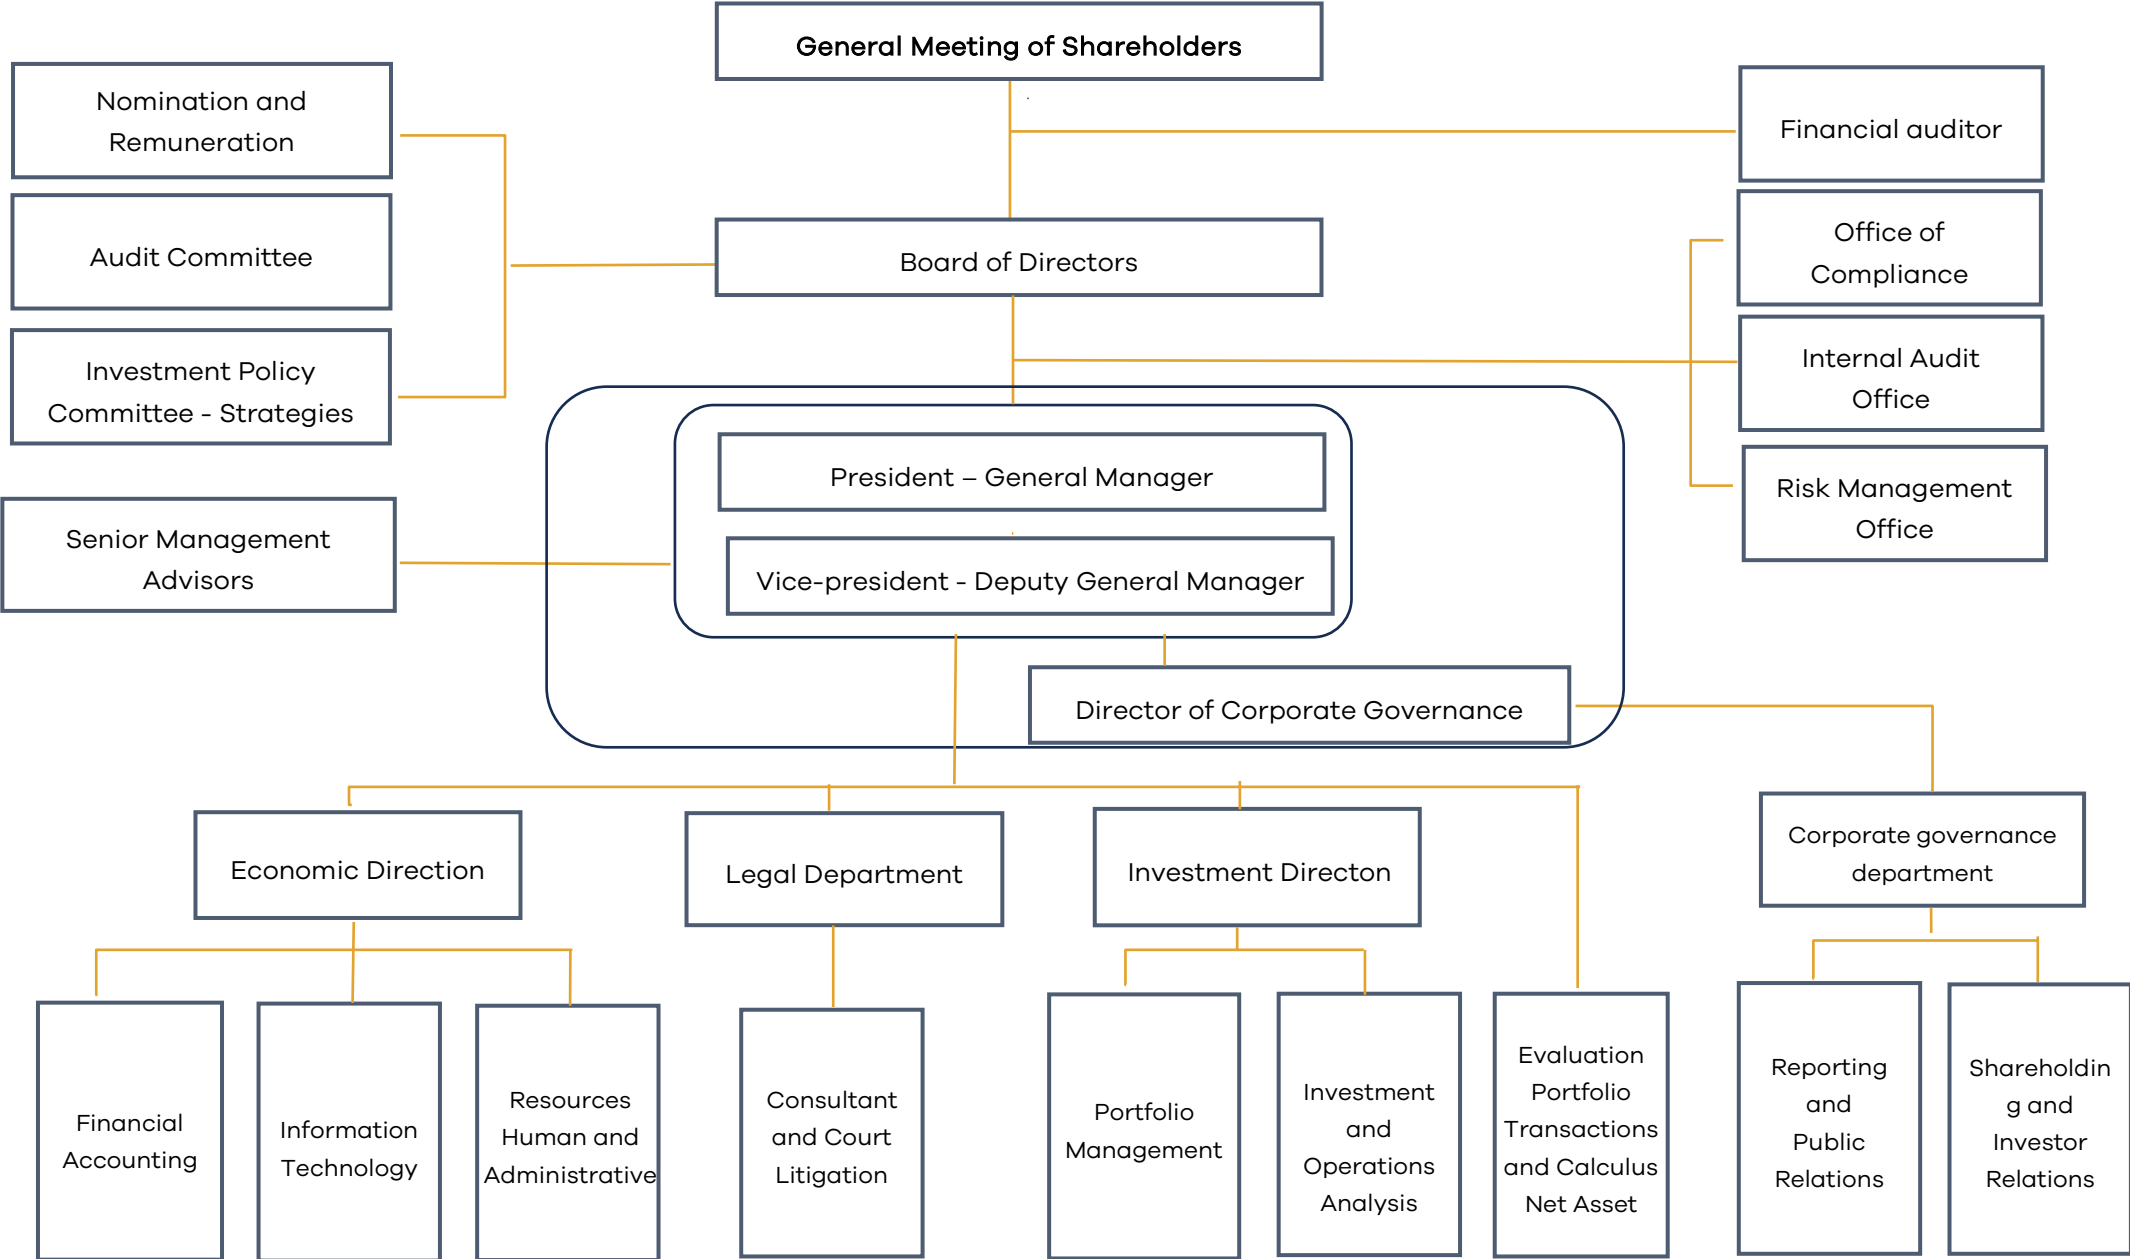 General Meeting of Shareholders
Nomination and
Remuneration
Financial auditor
Audit Committee
Board of Directors
Office of
Compliance
Investment Policy
Committee - Strategies
Internal Audit
Office
President – General Manager
Risk Management
Office
Senior Management
Advisors
Vice-president - Deputy General Manager
Director of Corporate Governance
Economic Direction
Legal Department
Investment Directon
Corporate governance
department
Financial
Accounting
Information
Technology
Resources
Human and
Administrative
Consultant
and Court
Litigation
Portfolio
Management
Investment
and
Operations
Analysis
Evaluation
Portfolio
Transactions
and Calculus
Net Asset
Reporting
and
Public
Relations
Shareholdin
g and
Investor
Relations